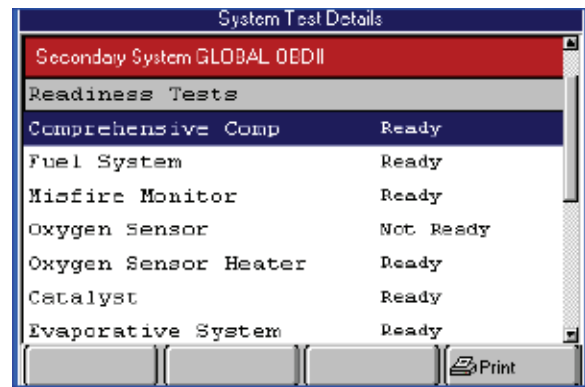 System Test Details
Secondary System GLOBAL OBDII
Readiness Tests
Comprehensive Comp Ready
Fuel System Ready
Misfire Monitor Ready
Oxygen Sensor Not Ready
Oxygen Sensor Heater Ready
Catalyst Ready
Evaporative System Ready
Print